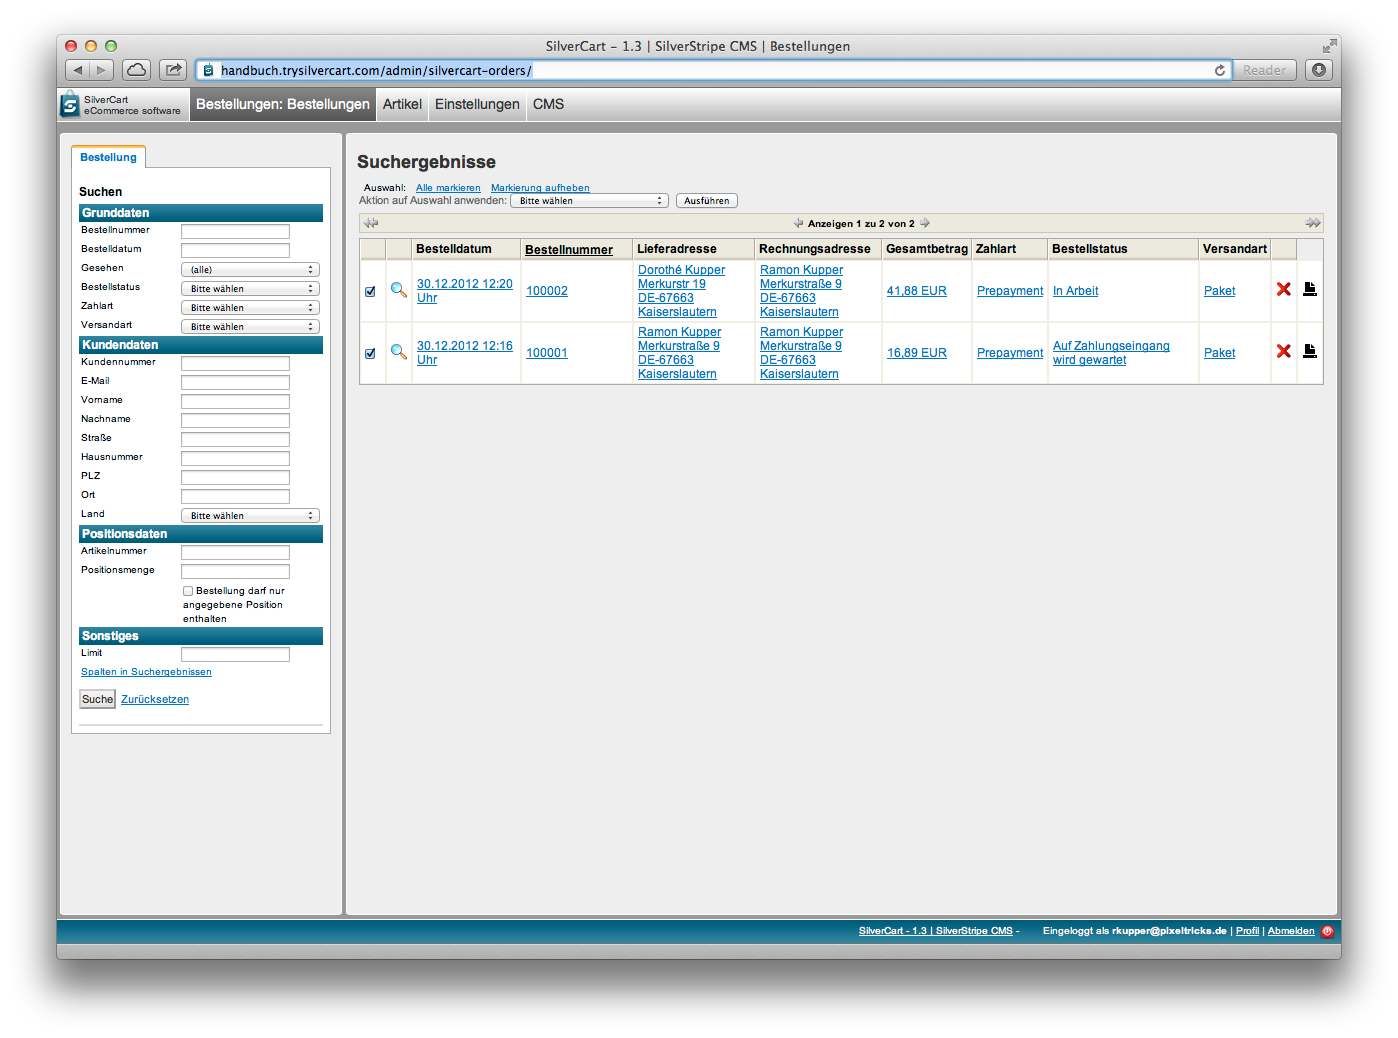 SilverCart – 1.3 | SilverStripe CMS | Bestellungen
handbuch.trysilvercart.com/admin/silvercart-orders/
Reader
SilverCart
eCommerce software
Bestellungen: Bestellungen
Artikel
Einstellungen
CMS
Bestellung
Suchen
Grunddaten
Bestellnummer
Bestelldatum
Gesehen (alle)
Bestellstatus Bitte wählen
Zahlart Bitte wählen
Versandart Bitte wählen
Kundendaten
Kundennummer
E-Mail
Vorname
Nachname
Straße
Hausnummer
PLZ
Ort
Land Bitte wählen
Positionsdaten
Artikelnummer
Positionsmenge
Bestellung darf nur
angegebene Position
enthalten
Sonstiges
Limit
Spalten in Suchergebnissen
Suche Zurücksetzen
Suchergebnisse
Auswahl: Alle markieren Markierung aufheben
Aktion auf Auswahl anwenden: Bitte wählen Ausführen
Anzeigen 1 zu 2 von 2
Bestelldatum Bestellnummer Lieferadresse Rechnungsadresse Gesamtbetrag Zahlart Bestellstatus Versandart
30.12.2012 12:20
Uhr
100002
Dorothé Kupper
Merkurstr 19
DE-67663
Kaiserslautern
Ramon Kupper
Merkurstraße 9
DE-67663
Kaiserslautern
41,88 EUR
Prepayment
In Arbeit
Paket
30.12.2012 12:16
Uhr
100001
Ramon Kupper
Merkurstraße 9
DE-67663
Kaiserslautern
Ramon Kupper
Merkurstraße 9
DE-67663
Kaiserslautern
16,89 EUR
Prepayment
Auf Zahlungseingang
wird gewartet
Paket
SilverCart - 1.3 | SilverStripe CMS - Eingeloggt als rkupper@pixeltricks.de | Profil | Abmelden